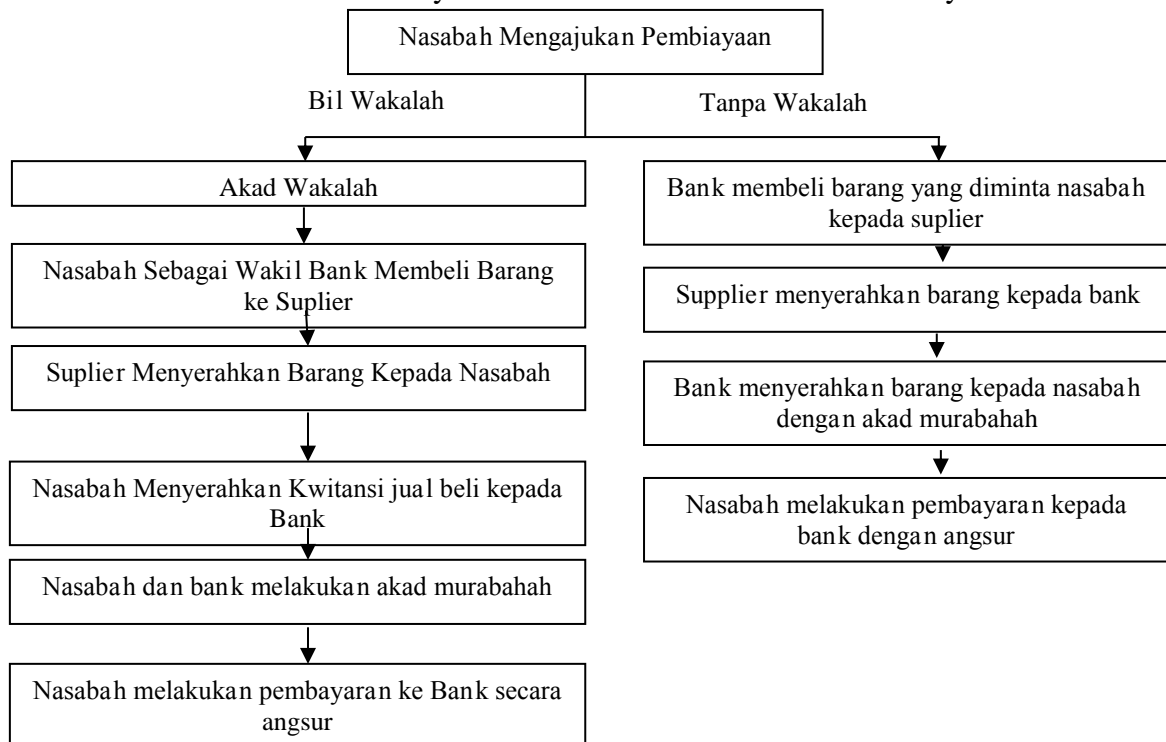 Nasabah Mengajukan Pembiayaan
Bil Wakalah
Tanpa Wakalah
Akad Wakalah
Nasabah Sebagai Wakil Bank Membeli Barang
ke Suplier
Suplier Menyerahkan Barang Kepada Nasabah
Nasabah Menyerahkan Kwitansi jual beli kepada
Bank
Nasabah dan bank melakukan akad murabahah
Nasabah melakukan pembayaran ke Bank secara
angsur
Bank membeli barang yang diminta nasabah
kepada suplier
Supplier menyerahkan barang kepada bank
Bank menyerahkan barang kepada nasabah
dengan akad murabahah
Nasabah melakukan pembayaran kepada
bank dengan angsur